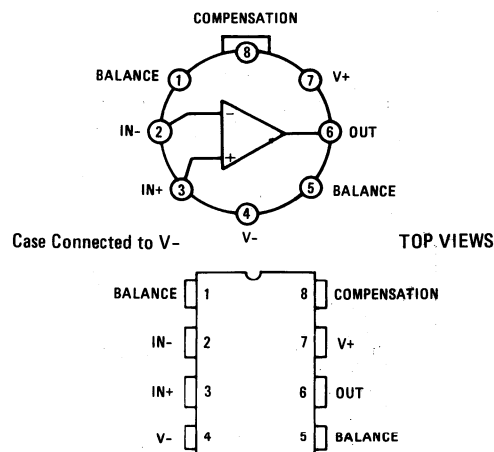 COMPENSATION
8
BALANCE 1 7 V+
IN- 2 - 6 OUT
IN+ 3 + 5 BALANCE
4
V-
Case Connected to V- TOP VIEWS
BALANCE 1 8 COMPENSATION
IN- 2 7 V+
IN+ 3 6 OUT
V- 4 5 BALANCE